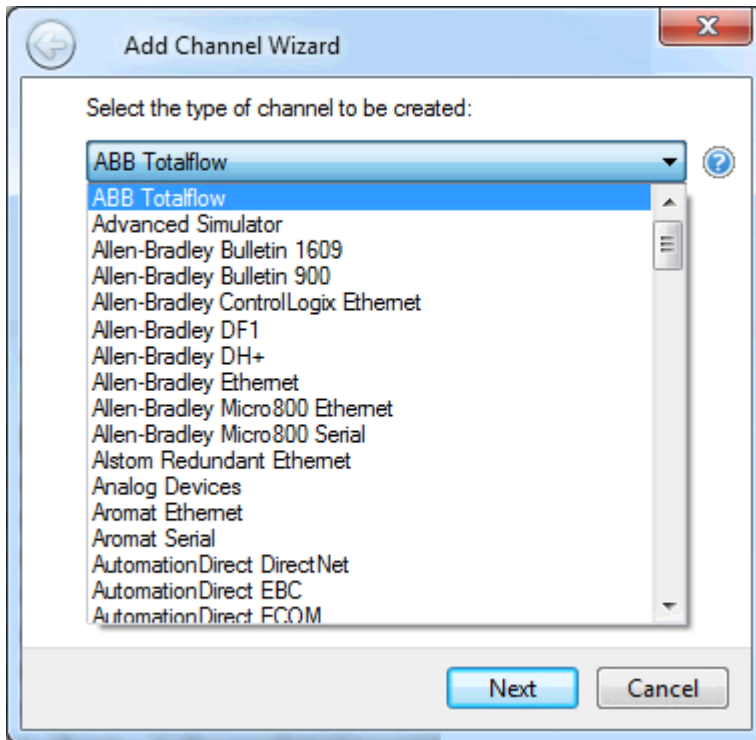 Add Channel Wizard
Select the type of channel to be created:
ABB Totalflow
ABB Totalflow
Advanced Simulator
Allen-Bradley Bulletin 1609
Allen-Bradley Bulletin 900
Allen-Bradley ControlLogix Ethernet
Allen-Bradley DF1
Allen-Bradley DH+
Allen-Bradley Ethernet
Allen-Bradley Micro800 Ethernet
Allen-Bradley Micro800 Serial
Alstom Redundant Ethernet
Analog Devices
Aromat Ethernet
Aromat Serial
AutomationDirect DirectNet
AutomationDirect EBC
AutomationDirect ECOM
Next
Cancel